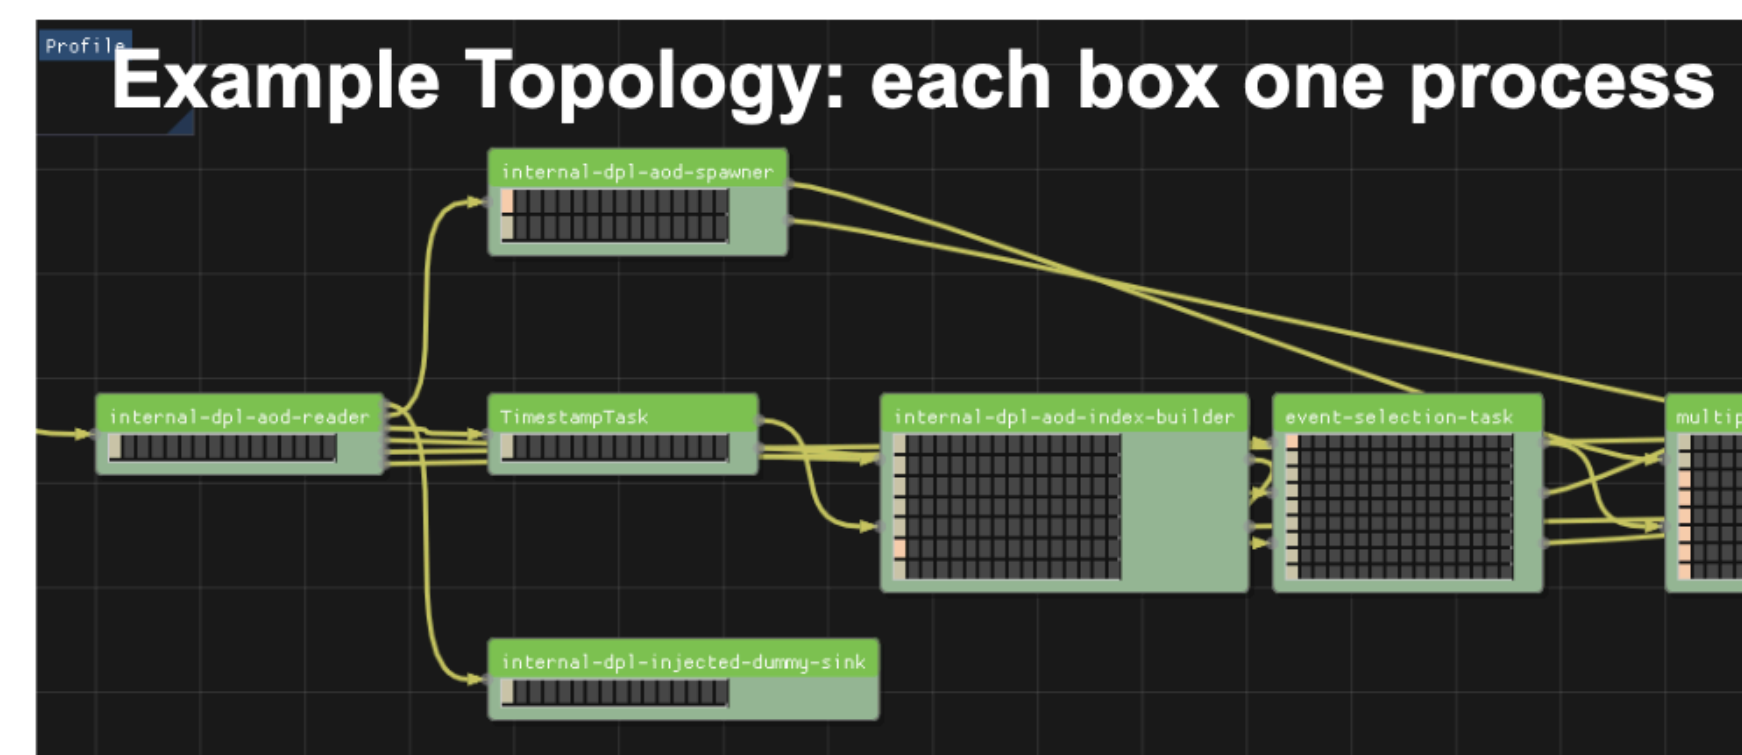 Profile
Example Topology: each box one process
internal-dpl-aod-spawner
internal-dpl-aod-reader
TimestampTask
internal-dpl-aod-index-builder
event-selection-task
multip
internal-dpl-injected-dummy-sink